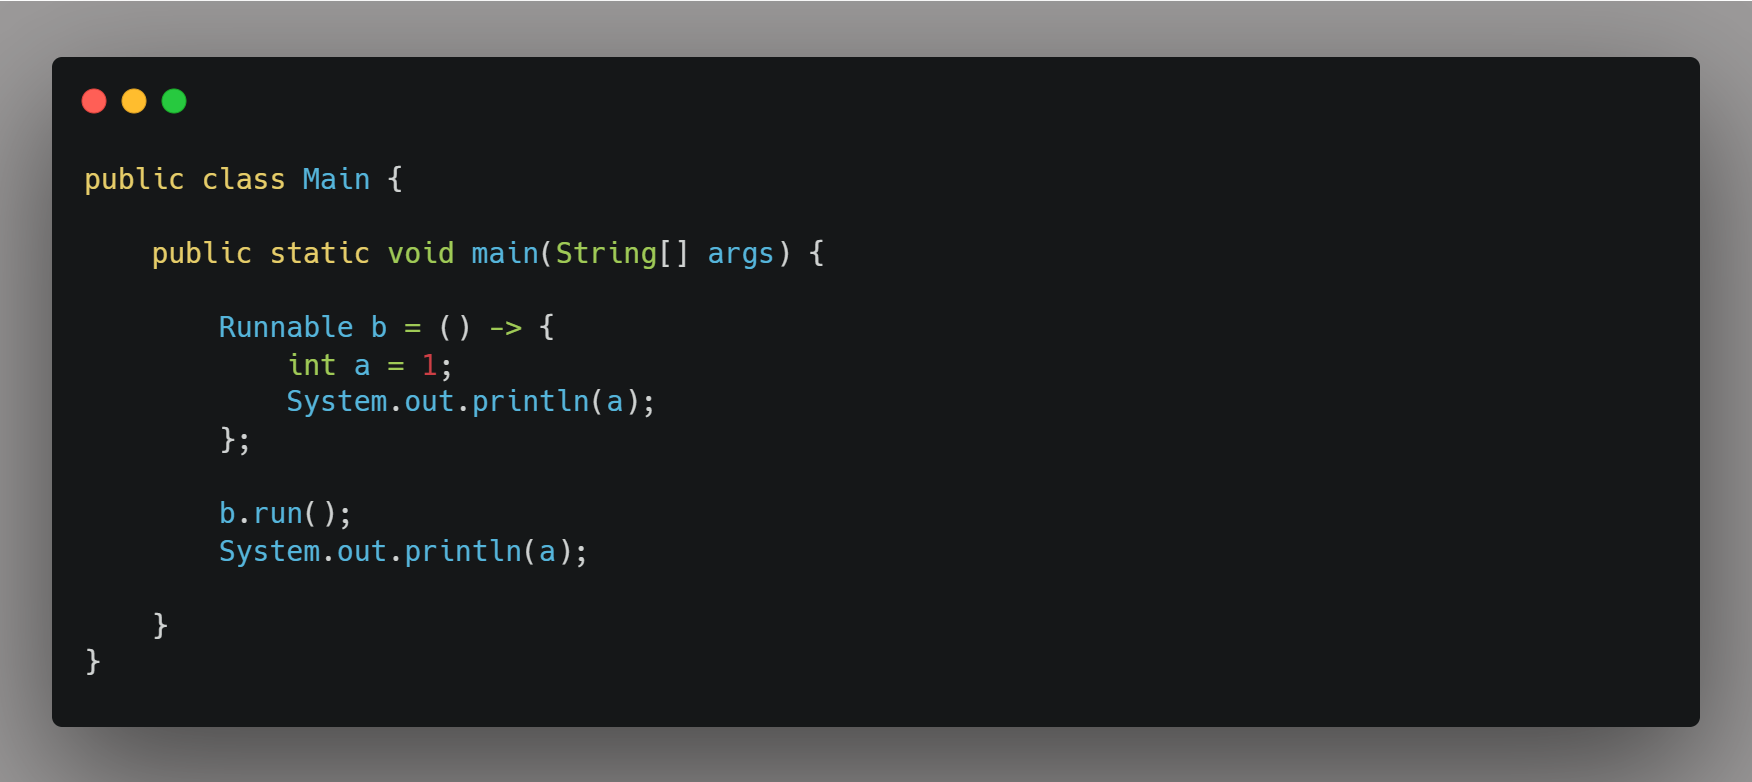 public class Main {
    public static void main(String[] args) {
        Runnable b = () -> {
            int a = 1;
            System.out.println(a);
        };
        b.run();
        System.out.println(a);
    }
}